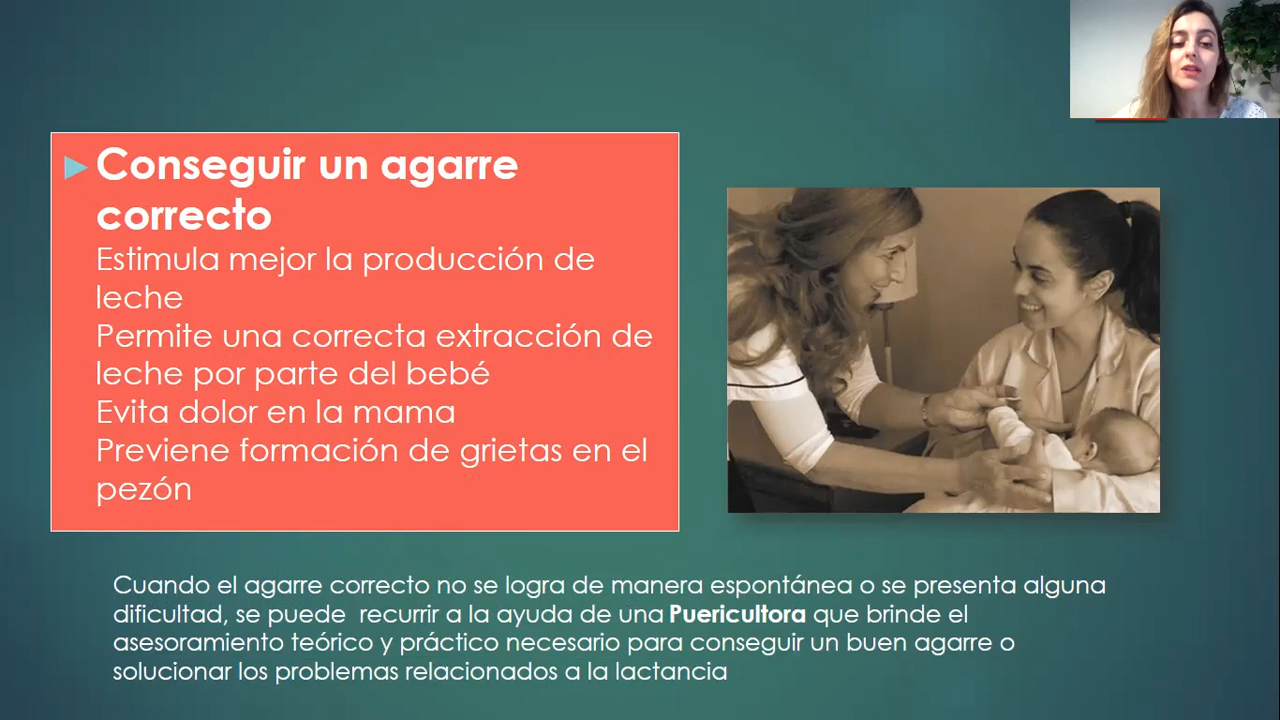 Conseguir un agarre
correcto
Estimula mejor la producción de
leche
Permite una correcta extracción de
leche por parte del bebé
Evita dolor en la mama
Previene formación de grietas en el
pezón
Cuando el agarre correcto no se logra de manera espontánea o se presenta alguna
dificultad, se puede recurrir a la ayuda de una Puericultora que brinde el
asesoramiento teórico y práctico necesario para conseguir un buen agarre o
solucionar los problemas relacionados a la lactancia